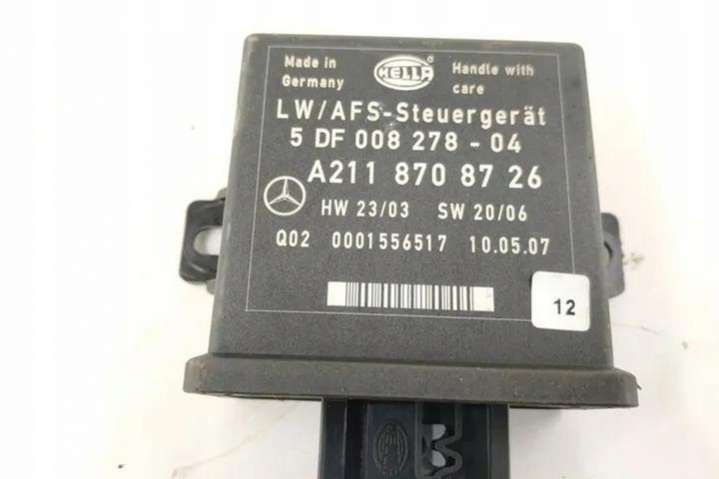 Made in
Germany
HELLA
®
Handle with
care
LW/AFS-Steuergerät
5 DF 008 278 - 04
A211 870 87 26
HW 23/03 SW 20/06
Q02 0001556517 10.05.07
12
HELLA